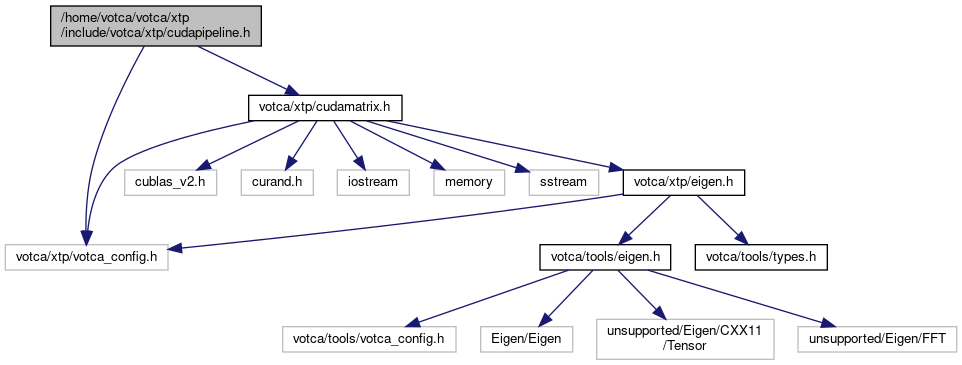 /home/votca/votca/xtp
/include/votca/xtp/cudapipeline.h
votca/xtp/cudamatrix.h
cublas_v2.h
curand.h
iostream
memory
sstream
votca/xtp/eigen.h
votca/xtp/votca_config.h
votca/tools/eigen.h
votca/tools/types.h
votca/tools/votca_config.h
Eigen/Eigen
unsupported/Eigen/CXX11
/Tensor
unsupported/Eigen/FFT